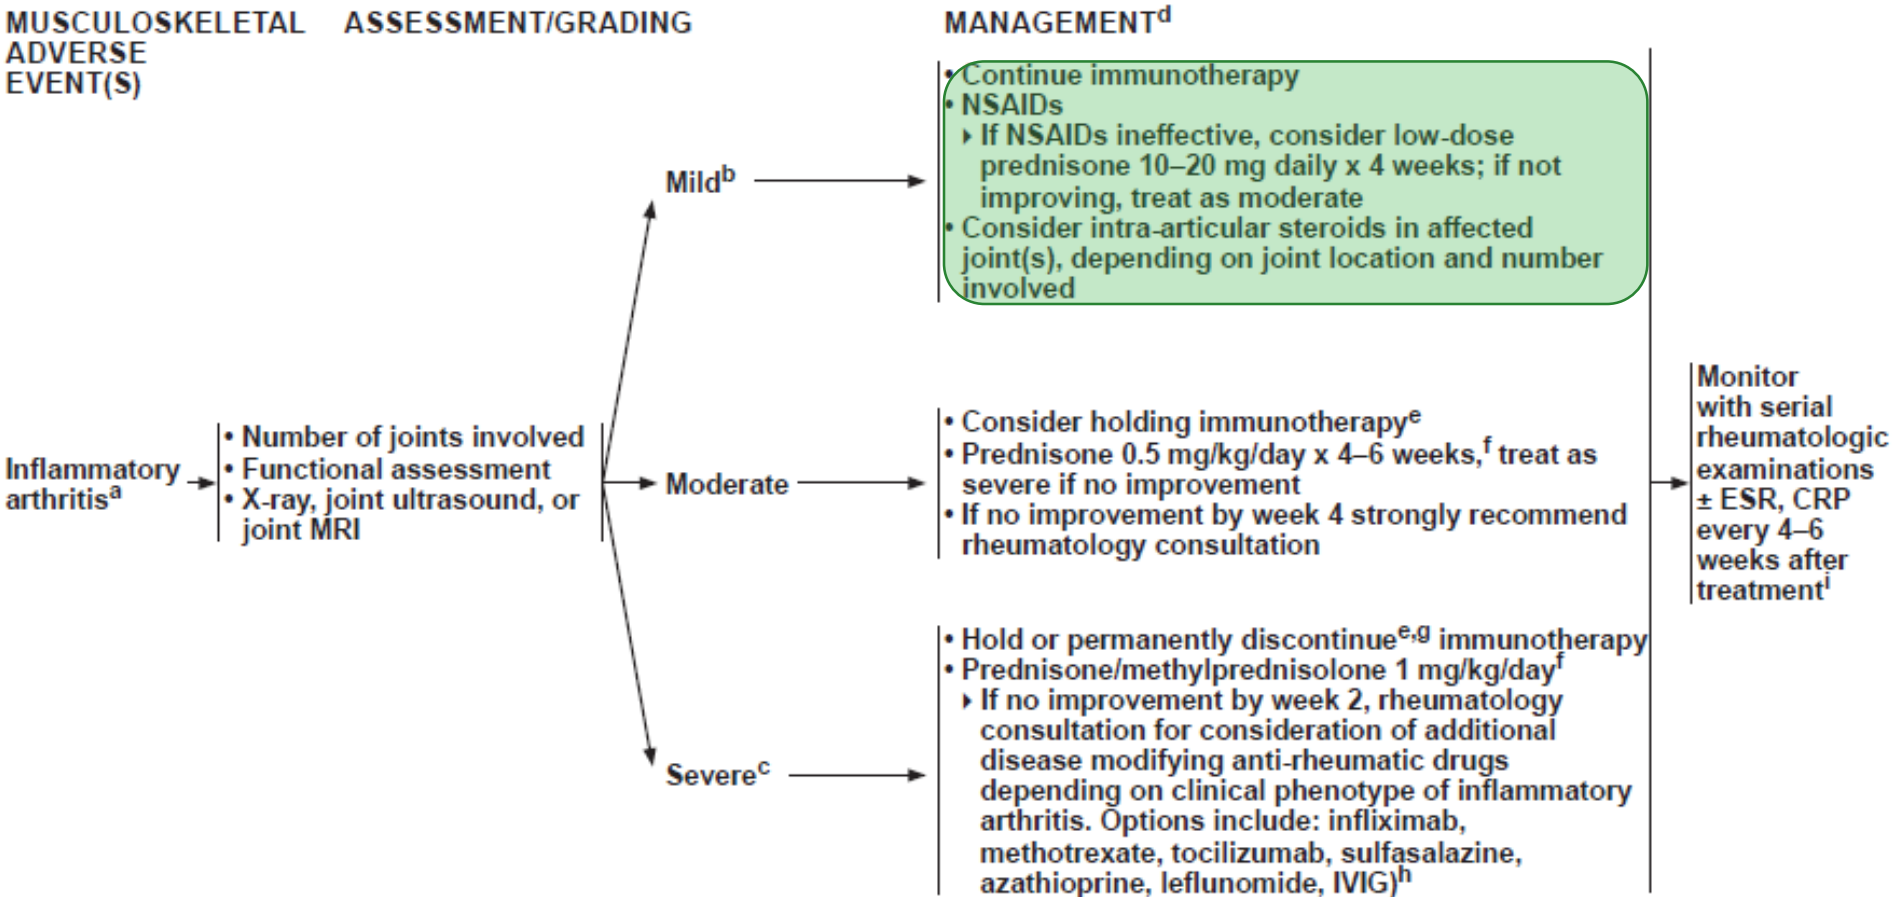 MUSCULOSKELETAL ADVERSE EVENT(S)
ASSESSMENT/GRADING
MANAGEMENTd
Inflammatory
arthritisa
• Number of joints involved
• Functional assessment
• X-ray, joint ultrasound, or
joint MRI
Mildb
• Continue immunotherapy
• NSAIDs
‣ If NSAIDs ineffective, consider low-dose
prednisone 10–20 mg daily x 4 weeks; if not
improving, treat as moderate
• Consider intra-articular steroids in affected
joint(s), depending on joint location and number
involved
Moderate
• Consider holding immunotherapye
• Prednisone 0.5 mg/kg/day x 4–6 weeks,f treat as
severe if no improvement
• If no improvement by week 4 strongly recommend
rheumatology consultation
Severec
• Hold or permanently discontinuee,g immunotherapy
• Prednisone/methylprednisolone 1 mg/kg/dayf
‣ If no improvement by week 2, rheumatology
consultation for consideration of additional
disease modifying anti-rheumatic drugs
depending on clinical phenotype of inflammatory
arthritis. Options include: infliximab,
methotrexate, tocilizumab, sulfasalazine,
azathioprine, leflunomide, IVIG)h
Monitor
with serial
rheumatologic
examinations
± ESR, CRP
every 4–6
weeks after
treatmenti